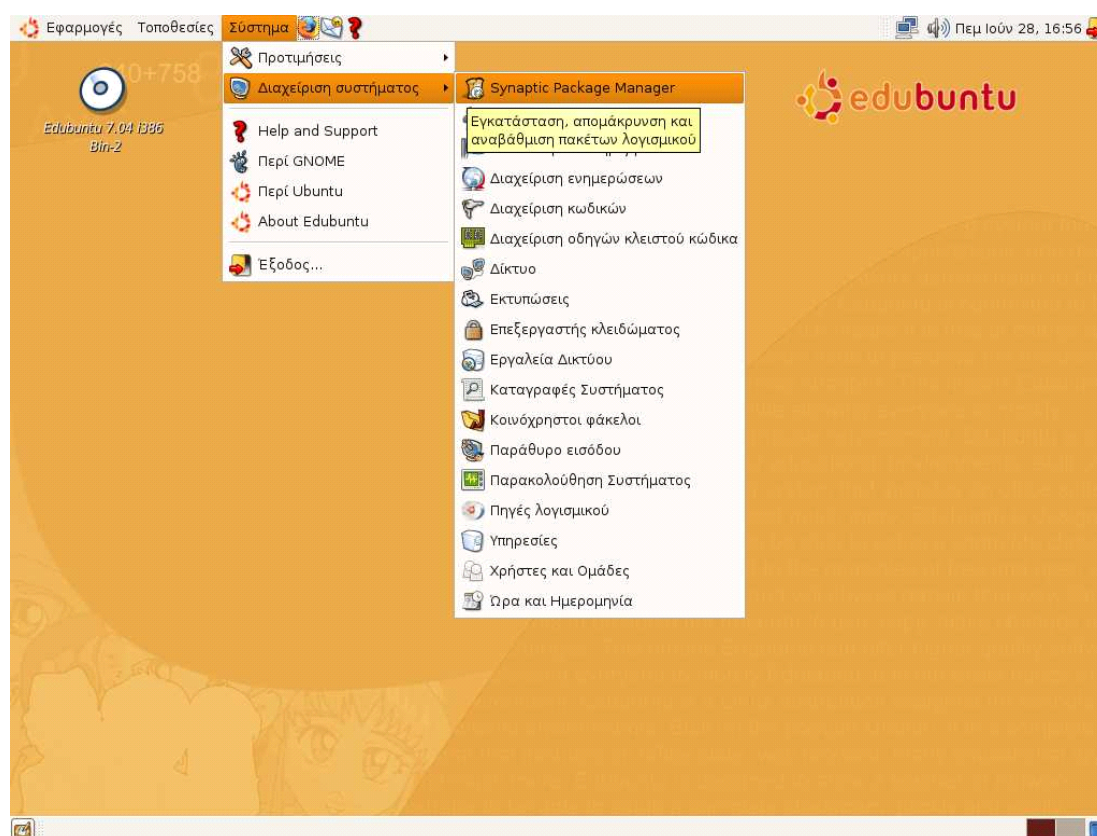 Εφαρμογές Τοποθεσίες Σύστημα
Πεμ Ιούν 28, 16:56
40+758
Edubuntu 7.04 i386
Bin-2
edubuntu
Προτιμήσεις
Διαχείριση συστήματος
Help and Support
Περί GNOME
Περί Ubuntu
About Edubuntu
Έξοδος...
Synaptic Package Manager
Εγκατάσταση, απομάκρυνση και
αναβάθμιση πακέτων λογισμικού
Διαχείριση ενημερώσεων
Διαχείριση κωδικών
Διαχείριση οδηγών κλειστού κώδικα
Δίκτυο
Εκτυπώσεις
Επεξεργαστής κλειδώματος
Εργαλεία Δικτύου
Καταγραφές Συστήματος
Κοινόχρηστοι φάκελοι
Παράθυρο εισόδου
Παρακολούθηση Συστήματος
Πηγές λογισμικού
Υπηρεσίες
Χρήστες και Ομάδες
Ώρα και Ημερομηνία